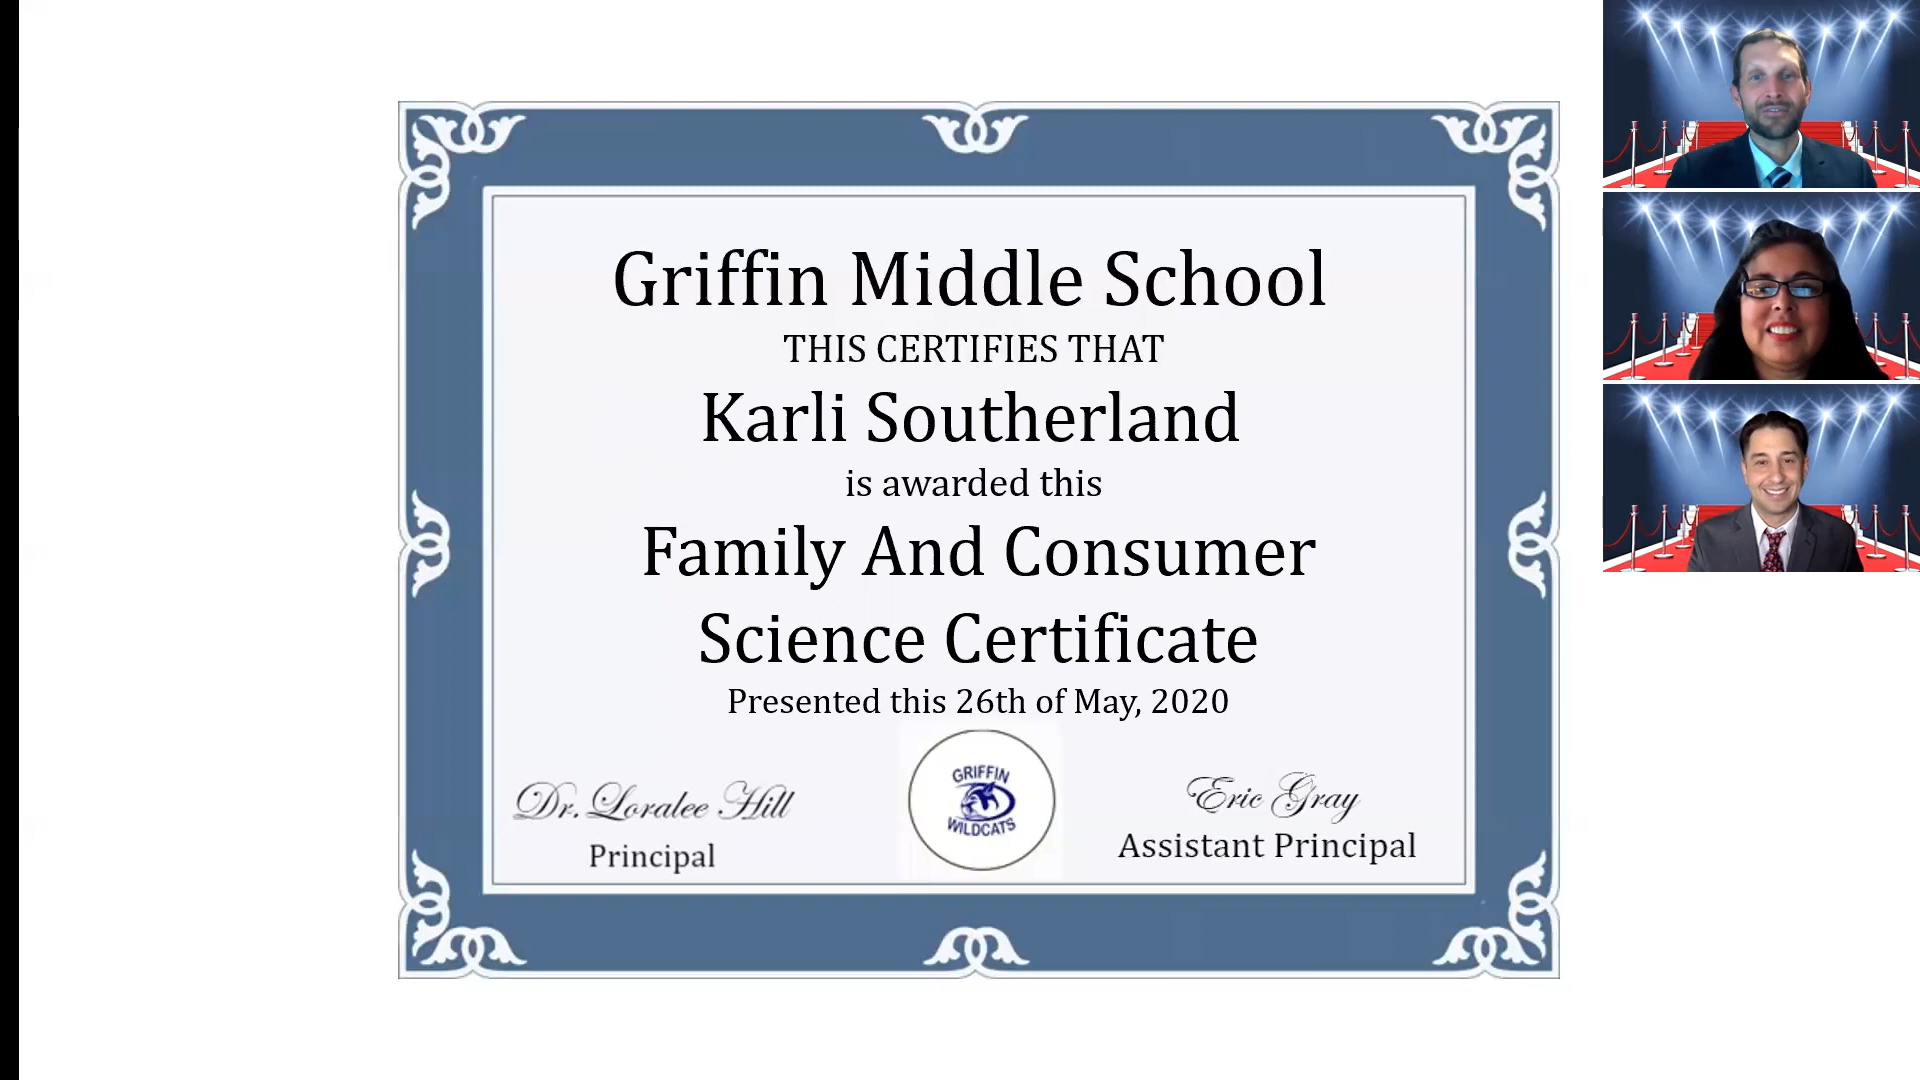 Griffin Middle School
THIS CERTIFIES THAT
Karli Southerland
is awarded this
Family And Consumer
Science Certificate
Presented this 26th of May, 2020
Dr. Loralee Hill
Principal
GRIFFIN
WILDCATS
Eric Gray
Assistant Principal